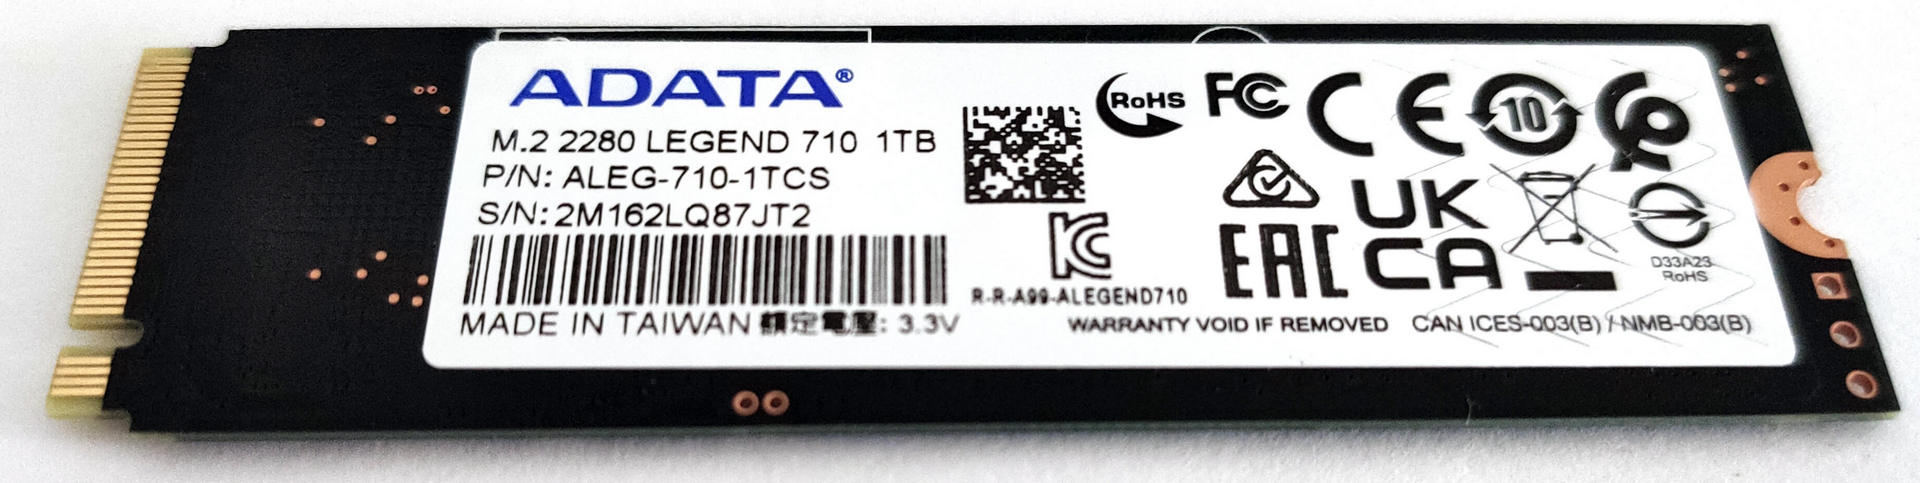 ADATA®
M.2 2280 LEGEND 710 1TB
P/N: ALEG-710-1TCS
S/N: 2M162LQ87JT2
MADE IN TAIWAN 額定電壓: 3.3V
RoHS
FC
CE
10
UK
CA
EAC
KC
R-R-A99-ALEGEND710
D33A23
RoHS
WARRANTY VOID IF REMOVED
CAN ICES-003(B) / NMB-003(B)